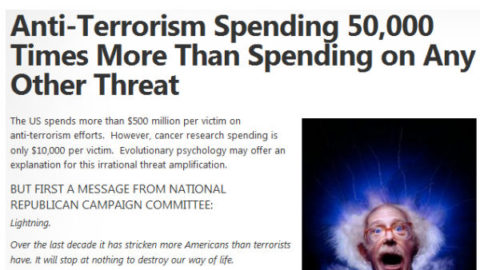 Anti-Terrorism Spending 50,000
Times More Than Spending on Any
Other Threat
The US spends more than $500 million per victim on
anti-terrorism efforts.  However, cancer research spending is
only $10,000 per victim.  Evolutionary psychology may offer an
explanation for this irrational threat amplification.
BUT FIRST A MESSAGE FROM NATIONAL
REPUBLICAN CAMPAIGN COMMITTEE:
Lightning.
Over the last decade it has stricken more Americans than terrorists
have. It will stop at nothing to destroy our way of life.